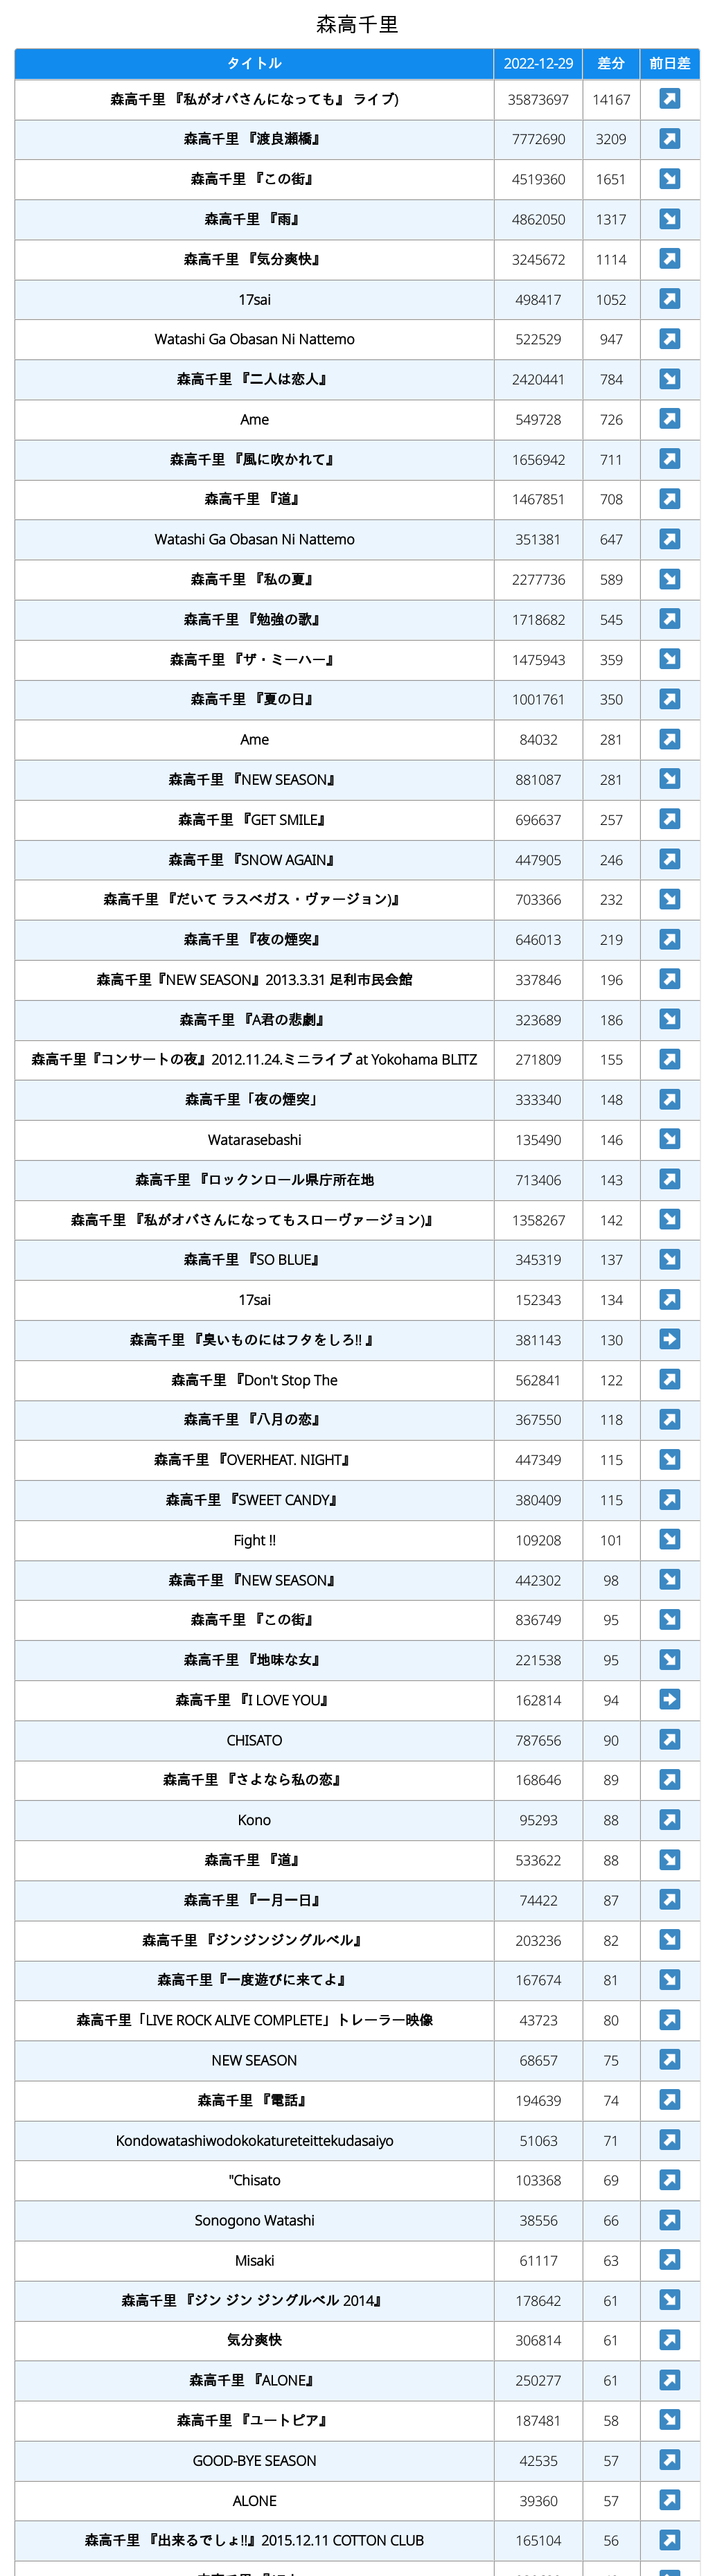 森高千里
タイトル 2022-12-29 差分 前日差
森高千里 『私がオバさんになっても』 ライブ) 35873697 14167
森高千里 『渡良瀬橋』 7772690 3209
森高千里 『この街』 4519360 1651
森高千里 『雨』 4862050 1317
森高千里 『気分爽快』 3245672 1114
17sai 498417 1052
Watashi Ga Obasan Ni Nattemo 522529 947
森高千里 『二人は恋人』 2420441 784
Ame 549728 726
森高千里 『風に吹かれて』 1656942 711
森高千里 『道』 1467851 708
Watashi Ga Obasan Ni Nattemo 351381 647
森高千里 『私の夏』 2277736 589
森高千里 『勉強の歌』 1718682 545
森高千里 『ザ・ミーハー』 1475943 359
森高千里 『夏の日』 1001761 350
Ame 84032 281
森高千里 『NEW SEASON』 881087 281
森高千里 『GET SMILE』 696637 257
森高千里 『SNOW AGAIN』 447905 246
森高千里 『だいて ラスベガス・ヴァージョン)』 703366 232
森高千里 『夜の煙突』 646013 219
森高千里『NEW SEASON』2013.3.31 足利市民会館 337846 196
森高千里 『A君の悲劇』 323689 186
森高千里『コンサートの夜』2012.11.24.ミニライブ at Yokohama BLITZ 271809 155
森高千里「夜の煙突」 333340 148
Watarasebashi 135490 146
森高千里 『ロックンロール県庁所在地 713406 143
森高千里 『私がオバさんになってもスローヴァージョン)』 1358267 142
森高千里 『SO BLUE』 345319 137
17sai 152343 134
森高千里 『臭いものにはフタをしろ!! 』 381143 130
森高千里 『Don't Stop The 562841 122
森高千里 『八月の恋』 367550 118
森高千里 『OVERHEAT. NIGHT』 447349 115
森高千里 『SWEET CANDY』 380409 115
Fight !! 109208 101
森高千里 『NEW SEASON』 442302 98
森高千里 『この街』 836749 95
森高千里 『地味な女』 221538 95
森高千里 『I LOVE YOU』 162814 94
CHISATO 787656 90
森高千里 『さよなら私の恋』 168646 89
Kono 95293 88
森高千里 『道』 533622 88
森高千里 『一月一日』 74422 87
森高千里 『ジンジンジングルベル』 203236 82
森高千里『一度遊びに来てよ』 167674 81
森高千里「LIVE ROCK ALIVE COMPLETE」トレーラー映像 43723 80
NEW SEASON 68657 75
森高千里 『電話』 194639 74
Kondowatashiwodokokatureteittekudasaiyo 51063 71
"Chisato 103368 69
Sonogono Watashi 38556 66
Misaki 61117 63
森高千里 『ジン ジン ジングルベル 2014』 178642 61
気分爽快 306814 61
森高千里 『ALONE』 250277 61
森高千里 『ユートピア』 187481 58
GOOD-BYE SEASON 42535 57
ALONE 39360 57
森高千里 『出来るでしょ!!』2015.12.11 COTTON CLUB 165104 56